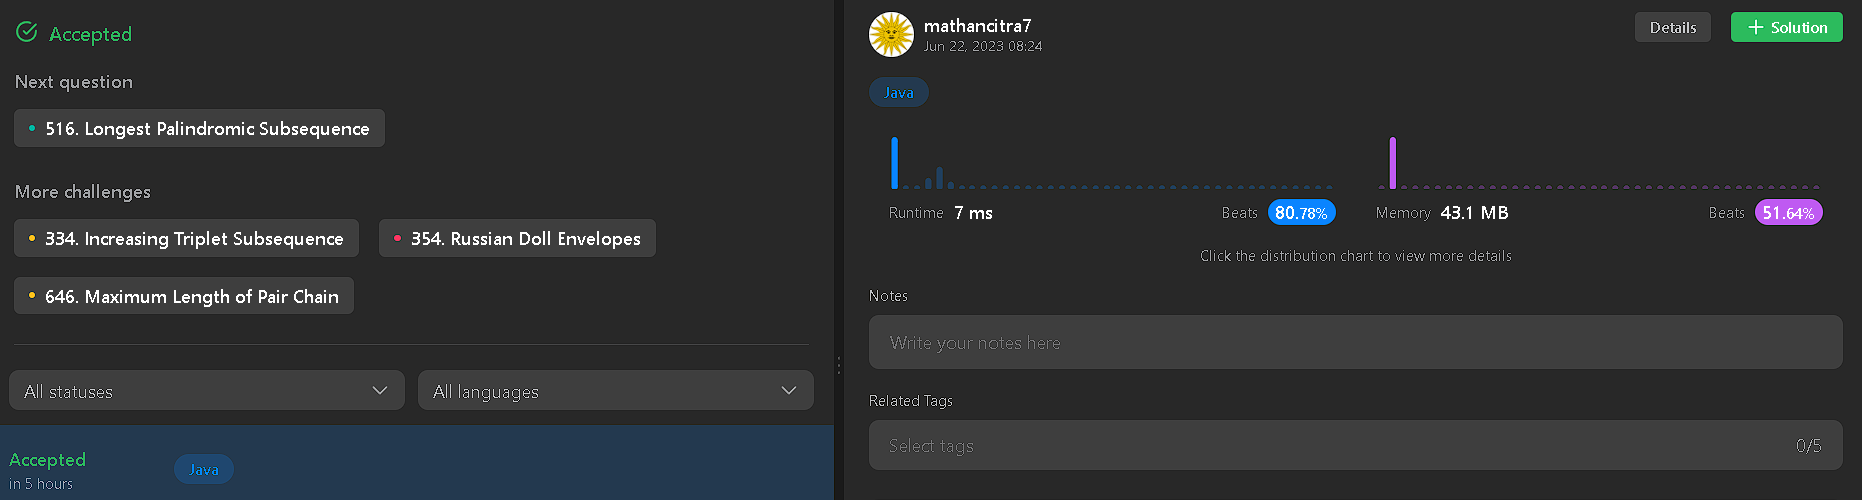 Accepted
Next question
516. Longest Palindromic Subsequence
More challenges
334. Increasing Triplet Subsequence
354. Russian Doll Envelopes
646. Maximum Length of Pair Chain
All statuses
All languages
Accepted
in 5 hours
Java
mathancitra7
Jun 22, 2023 08:24
Details
+ Solution
Java
Runtime 7 ms
Beats 80.78%
Memory 43.1 MB
Beats 51.64%
Click the distribution chart to view more details
Notes
Write your notes here
Related Tags
Select tags
0/5